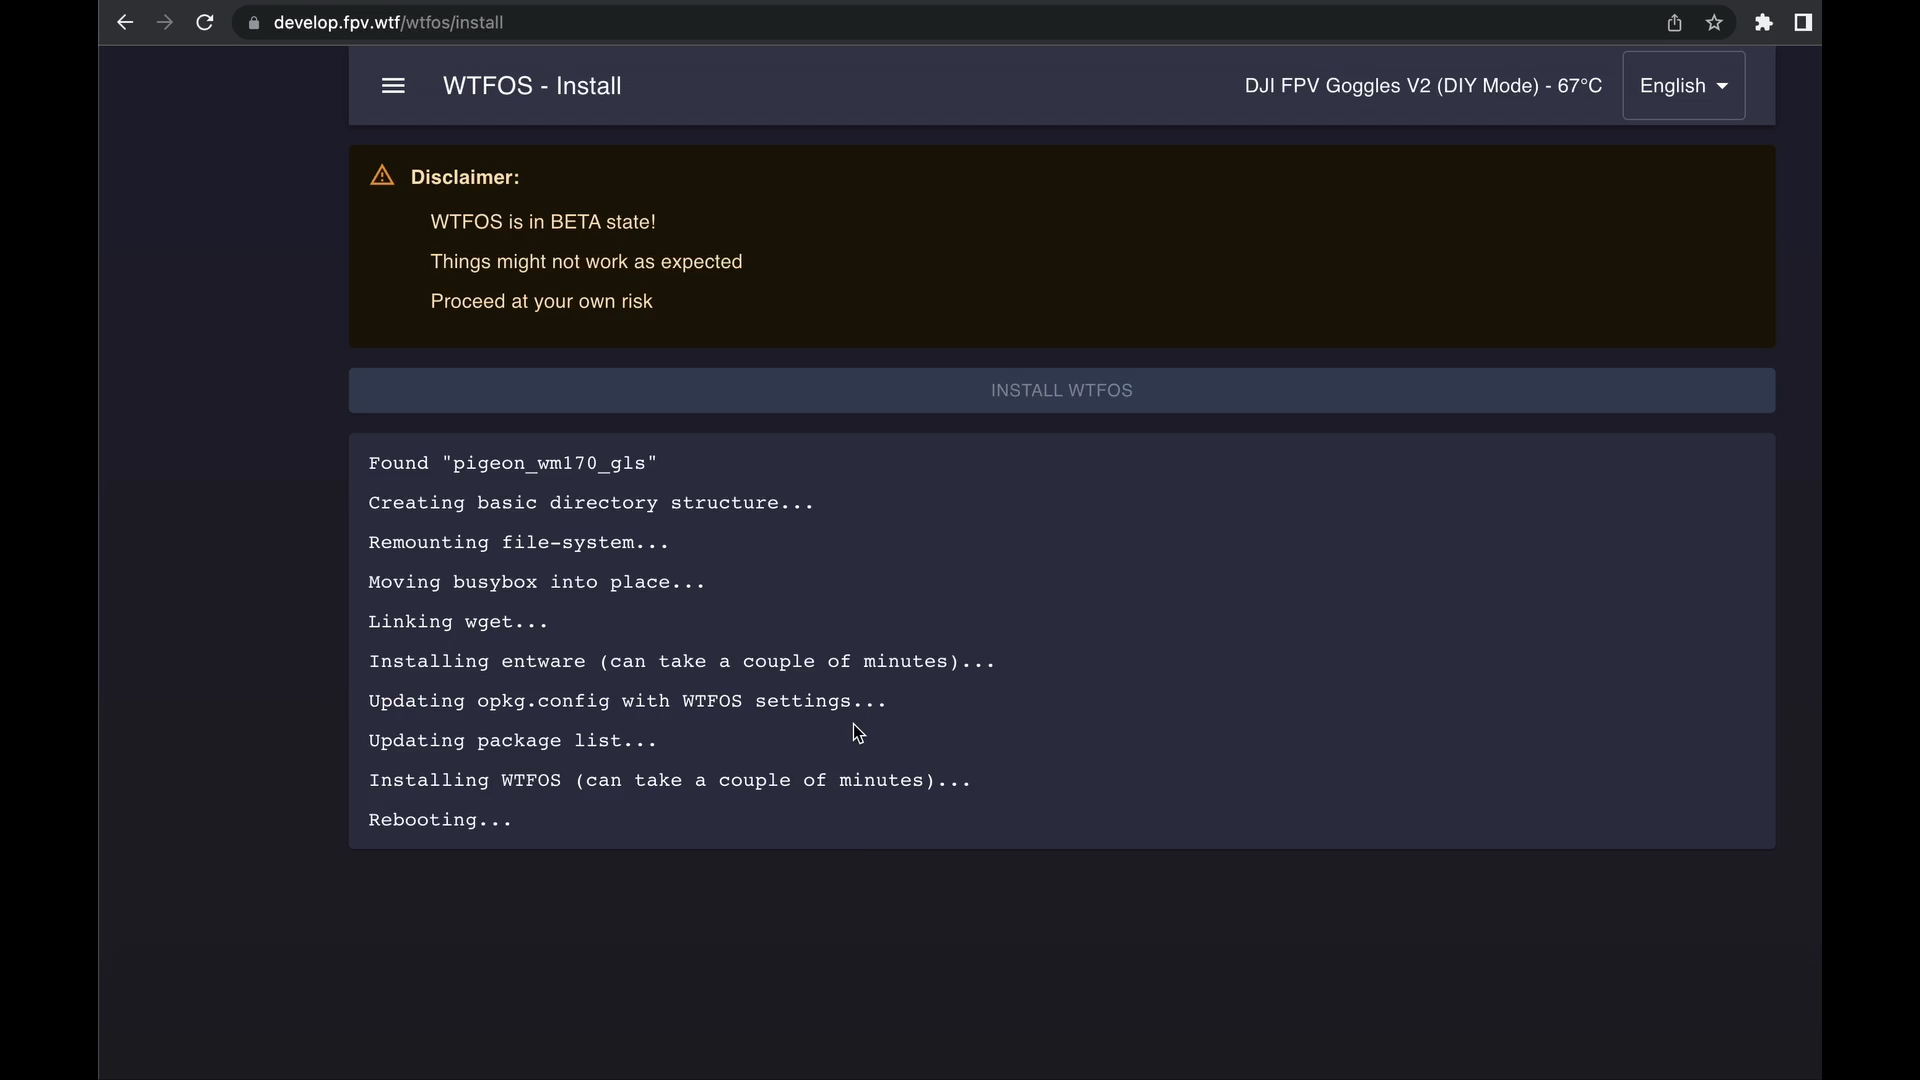 develop.fpv.wtf/wtfos/install
WTFOS - Install
DJI FPV Goggles V2 (DIY Mode) - 67°C
English
Disclaimer:
WTFOS is in BETA state!
Things might not work as expected
Proceed at your own risk
INSTALL WTFOS
Found "pigeon_wm170_gls"
Creating basic directory structure...
Remounting file-system...
Moving busybox into place...
Linking wget...
Installing entware (can take a couple of minutes)...
Updating opkg.config with WTFOS settings...
Updating package list...
Installing WTFOS (can take a couple of minutes)...
Rebooting...